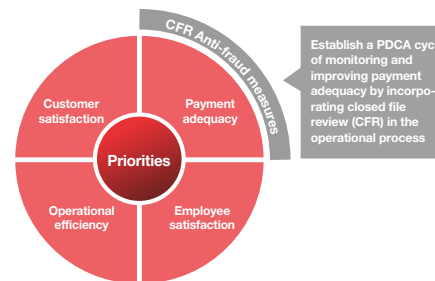 CFR Anti-fraud measures
Establish a PDCA cyc
of monitoring and
improving payment
adequacy by incorpo-
rating closed file
review (CFR) in the
operational process
Customer
satisfaction
Payment
adequacy
Priorities
Operational
efficiency
Employee
satisfaction